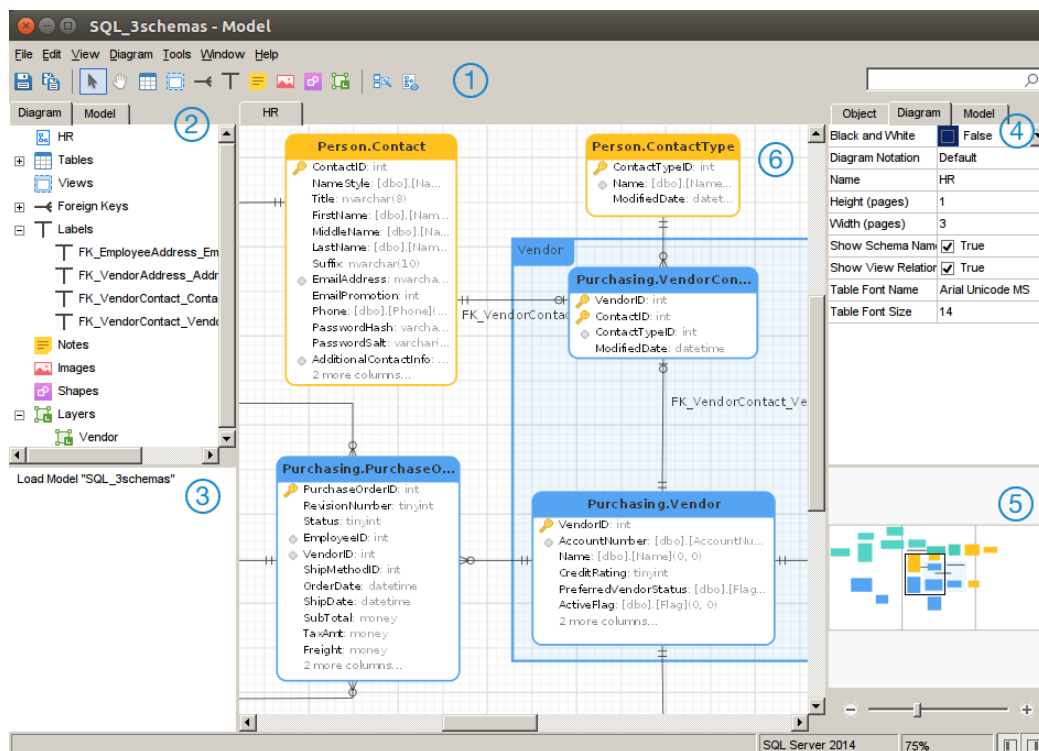 SQL_3schemas - Model
File Edit View Diagram Tools Window Help
1
Diagram Model
2
HR
Tables
Views
Foreign Keys
Labels
FK_EmployeeAddress_Em
FK_VendorAddress_Addr
FK_VendorContact_Conta
FK_VendorContact_Vendo
Notes
Images
Shapes
Layers
Vendor
Load Model "SQL_3schemas"
3
HR
Person.Contact
ContactID: int
NameStyle: [dbo].[Na...
Title: nvarchar(8)
FirstName: [dbo].[Nam...
MiddleName: [dbo].[Na...
LastName: [dbo].[Nam...
Suffix: nvarchar(10)
EmailAddress: nvarcha...
EmailPromotion: int
Phone: [dbo].[Phone](...
PasswordHash: varcha...
PasswordSalt: varchar(...
AdditionalContactInfo: ...
2 more columns...
Person.ContactType
ContactTypeID: int
Name: [dbo].[Name...
ModifiedDate: datet...
6
Vendor
Purchasing.VendorCon...
VendorID: int
ContactID: int
ContactTypeID: int
ModifiedDate: datetime
FK_VendorContac
FK_VendorContact_Ve
Purchasing.PurchaseO...
PurchaseOrderID: int
RevisionNumber: tinyint
Status: tinyint
EmployeeID: int
VendorID: int
ShipMethodID: int
OrderDate: datetime
ShipDate: datetime
SubTotal: money
TaxAmt: money
Freight: money
2 more columns...
Purchasing.Vendor
VendorID: int
AccountNumber: [dbo].[AccountNu...
Name: [dbo].[Name](0, 0)
CreditRating: tinyint
PreferredVendorStatus: [dbo].[Flag...
ActiveFlag: [dbo].[Flag](0, 0)
2 more columns...
Object Diagram Model
4
Black and White False
Diagram Notation Default
Name HR
Height (pages) 1
Width (pages) 3
Show Schema Nam True
Show View Relation True
Table Font Name Arial Unicode MS
Table Font Size 14
5
SQL Server 2014 75%